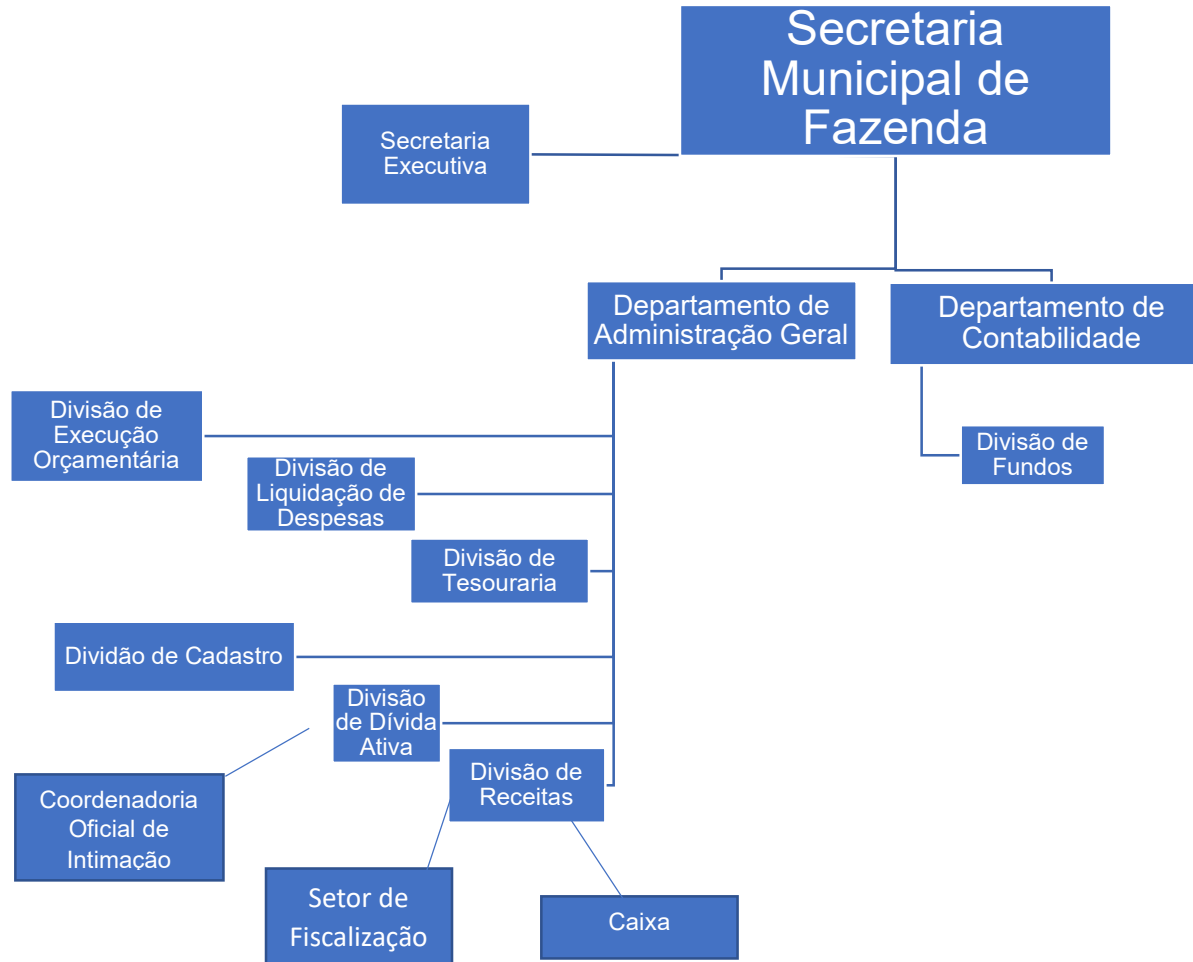 Secretaria
Municipal de
Fazenda
Secretaria
Executiva
Departamento de
Administração Geral
Departamento de
Contabilidade
Divisão de
Execução
Orçamentária
Divisão de
Fundos
Divisão de
Liquidação de
Despesas
Divisão de
Tesouraria
Dividão de Cadastro
Divisão
de Dívida
Ativa
Divisão de
Receitas
Coordenadoria
Oficial de
Intimação
Setor de
Fiscalização
Caixa